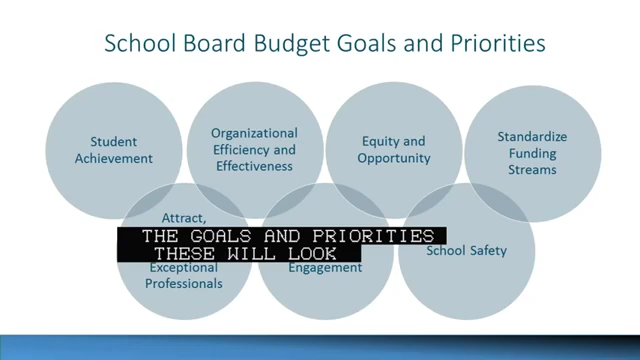 School Board Budget Goals and Priorities
Student
Achievement
Organizational
Efficiency and
Effectiveness
Equity and
Opportunity
Standardize
Funding
Streams
Attract,
Exceptional
Professionals
Engagement
School Safety
THE GOALS AND PRIORITIES
THESE WILL LOOK